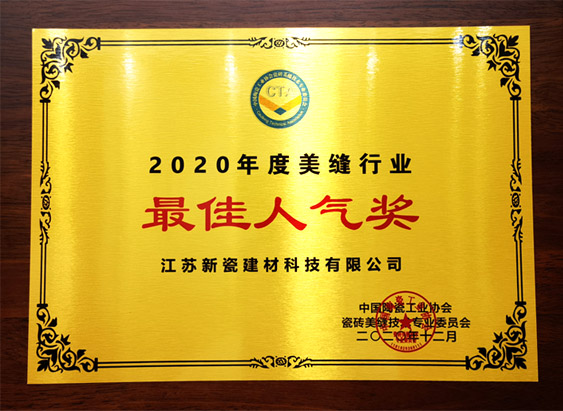 CTJ
2020年度美缝行业
最佳人气奖
江苏新瓷建材科技有限公司
中国陶瓷工业协会
瓷砖美缝技术专业委员会
二〇二〇年十二月